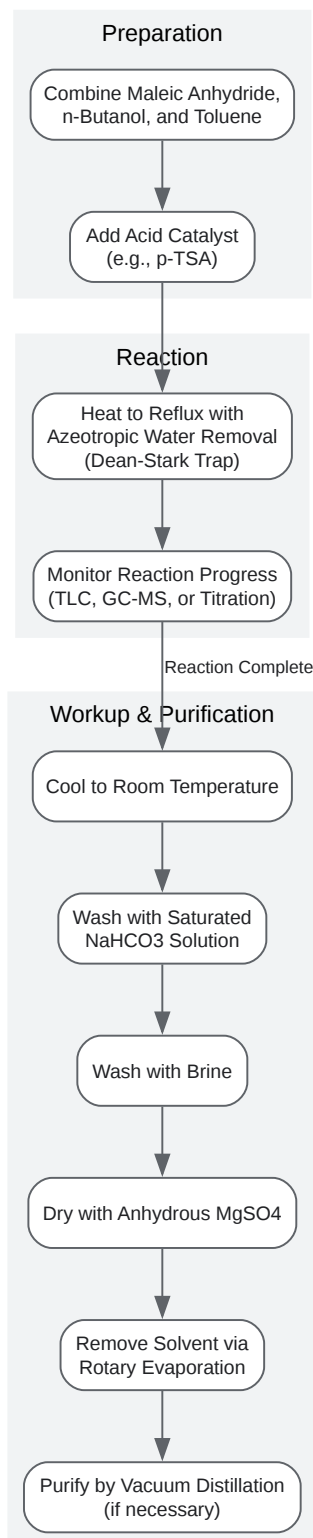 Preparation
Combine Maleic Anhydride,
n-Butanol, and Toluene
Add Acid Catalyst
(e.g., p-TSA)
Reaction
Heat to Reflux with
Azeotropic Water Removal
(Dean-Stark Trap)
Monitor Reaction Progress
(TLC, GC-MS, or Titration)
Reaction Complete
Workup & Purification
Cool to Room Temperature
Wash with Saturated
NaHCO3 Solution
Wash with Brine
Dry with Anhydrous MgSO4
Remove Solvent via
Rotary Evaporation
Purify by Vacuum Distillation
(if necessary)